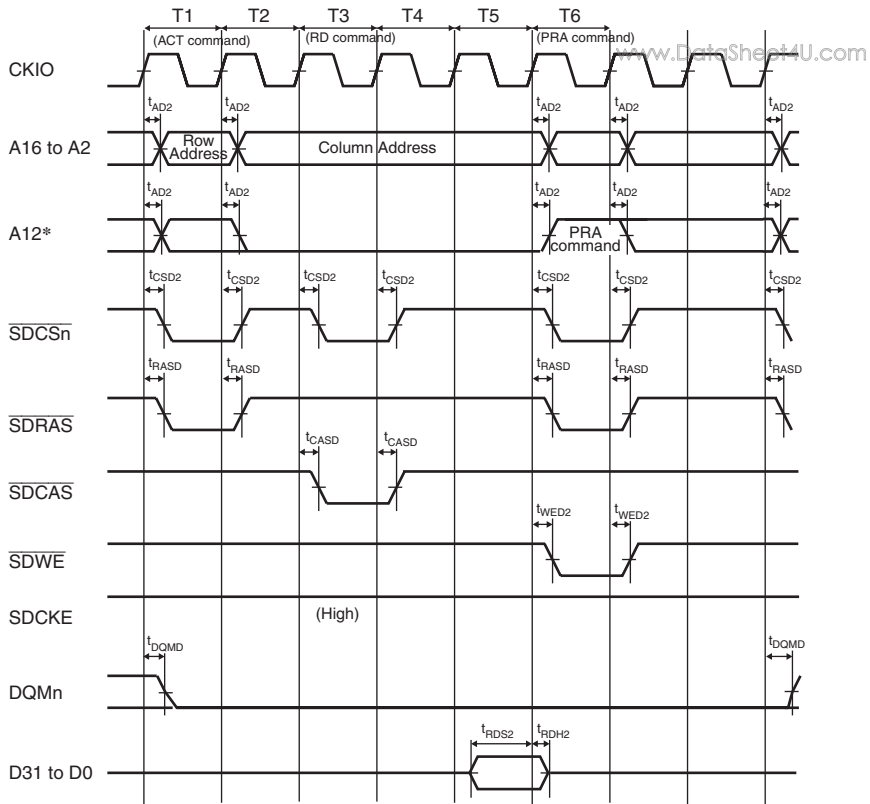 T1 T2 T3 T4 T5 T6
(ACT command) (RD command) (PRA command)
www.DataSheet4U.com
CKIO
tAD2 tAD2 tAD2 tAD2 tAD2
A16 to A2 Row Address Column Address
tAD2 tAD2 tAD2 tAD2 tAD2
A12* PRA command
tCSD2 tCSD2 tCSD2 tCSD2 tCSD2 tCSD2 tCSD2
SDCSn
tRASD tRASD tRASD tRASD tRASD
SDRAS
tCASD tCASD
SDCAS
tWED2 tWED2
SDWE
SDCKE (High)
tDQMD tDQMD
DQMn
tRDS2 tRDH2
D31 to D0